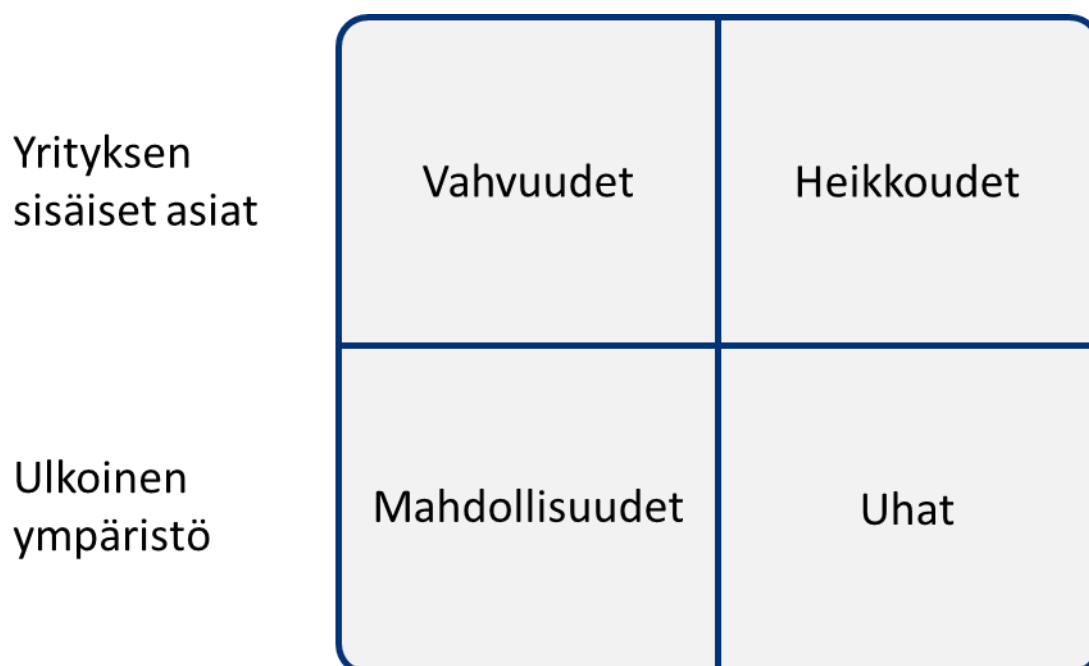 Yrityksen
sisäiset asiat
Vahvuudet
Heikkoudet
Ulkoinen
ympäristö
Mahdollisuudet
Uhat